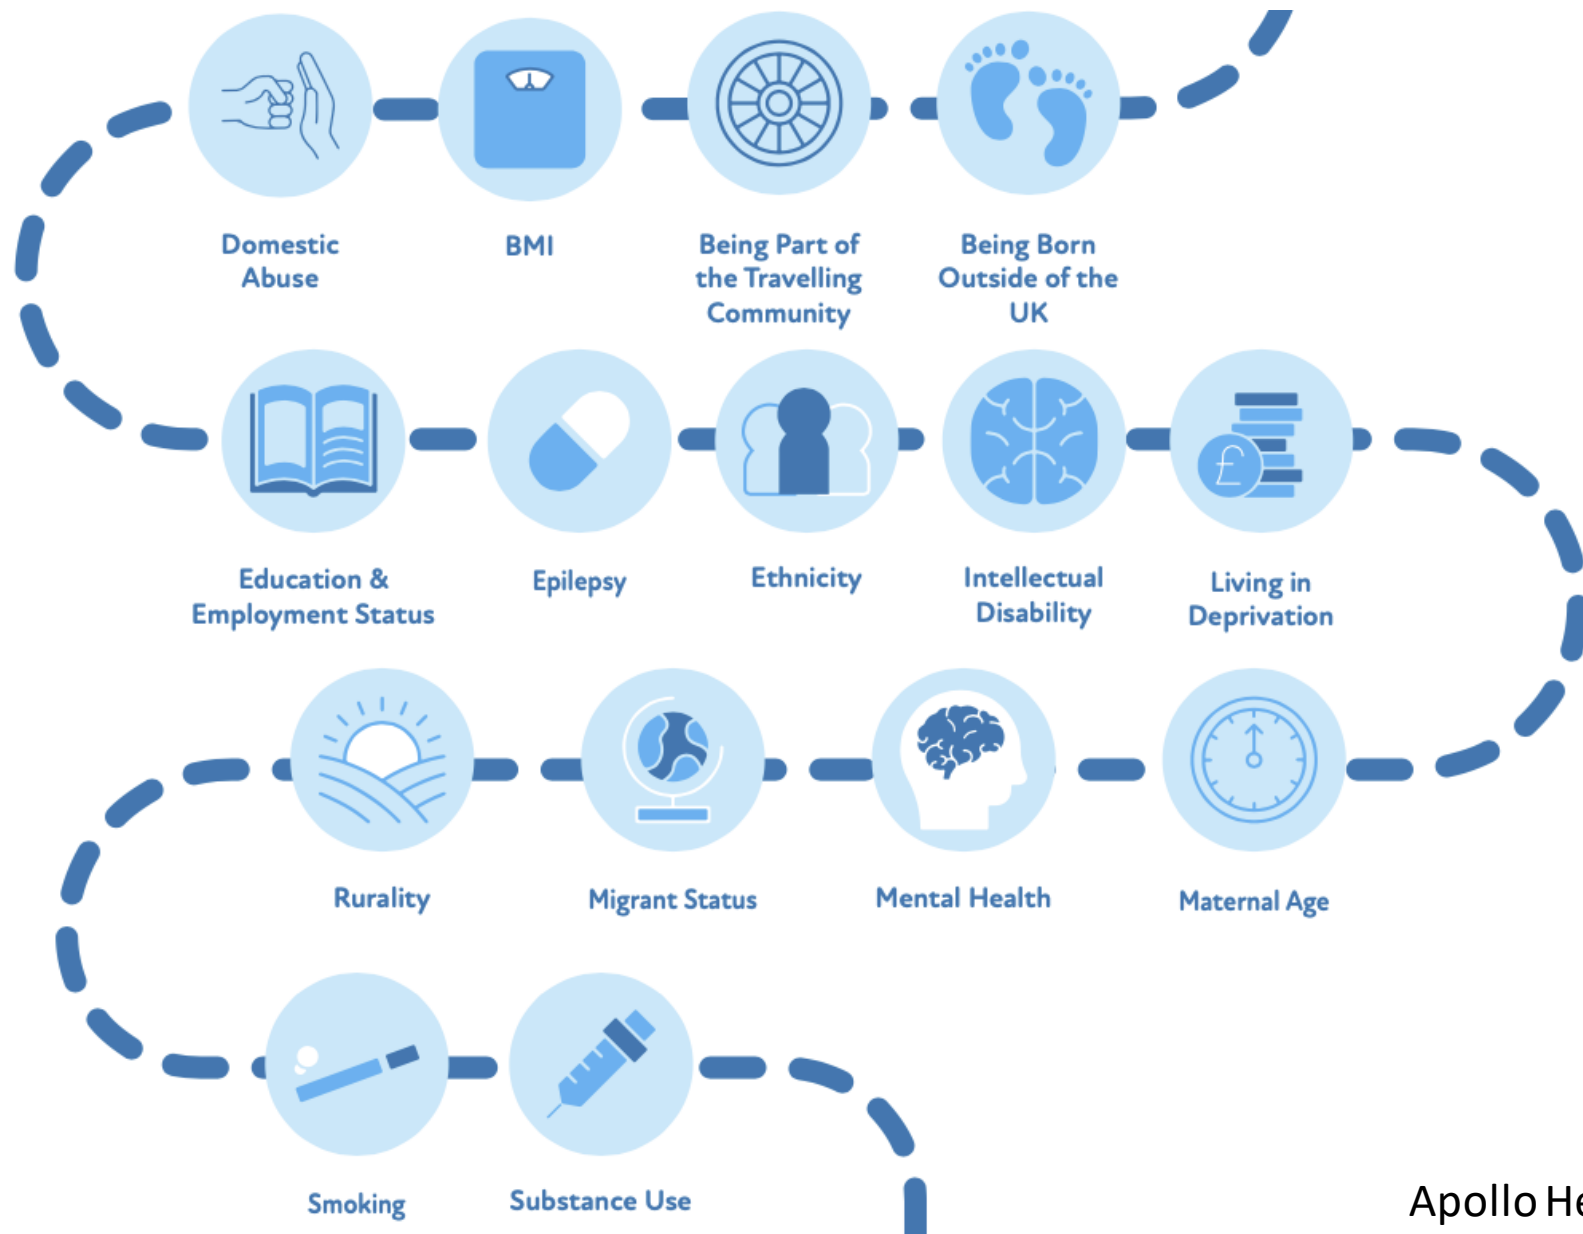 Domestic
Abuse
BMI
Being Part of
the Travelling
Community
Being Born
Outside of the
UK
£
Education &
Employment Status
Epilepsy
Ethnicity
Intellectual
Disability
Living in
Deprivation
Rurality
Migrant Status
Mental Health
Maternal Age
Smoking
Substance Use
Apollo He